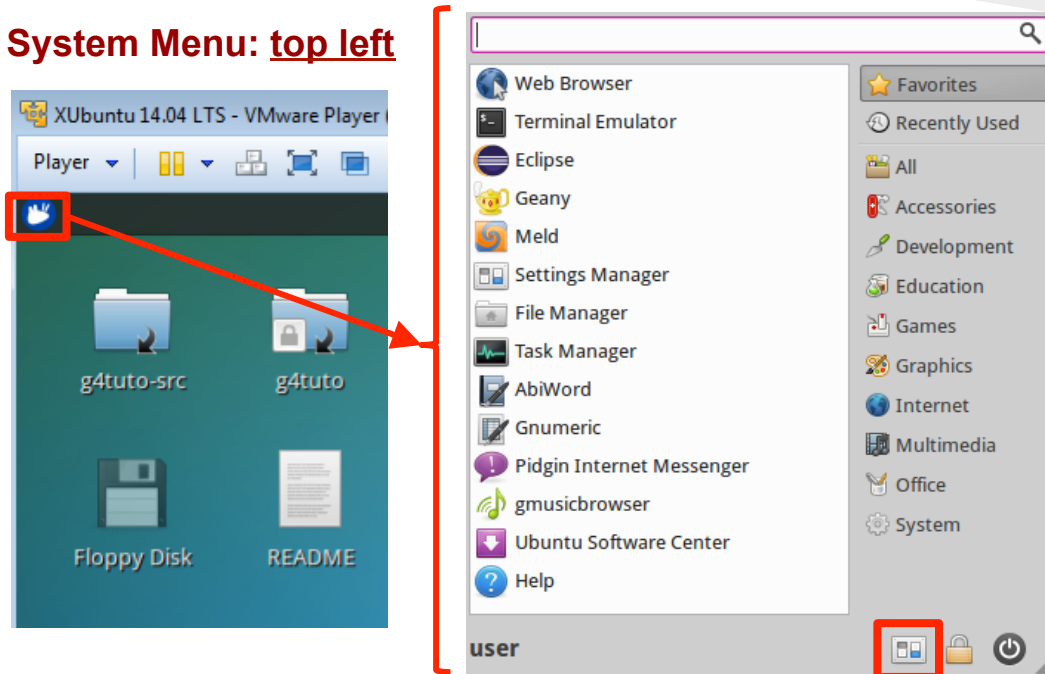 System Menu: top left
XUbuntu 14.04 LTS - VMware Player (
Player
g4tuto-src
g4tuto
Floppy Disk
README
Web Browser
Terminal Emulator
Eclipse
Geany
Meld
Settings Manager
File Manager
Task Manager
AbiWord
Gnumeric
Pidgin Internet Messenger
gmusicbrowser
Ubuntu Software Center
Help
Favorites
Recently Used
All
Accessories
Development
Education
Games
Graphics
Internet
Multimedia
Office
System
user